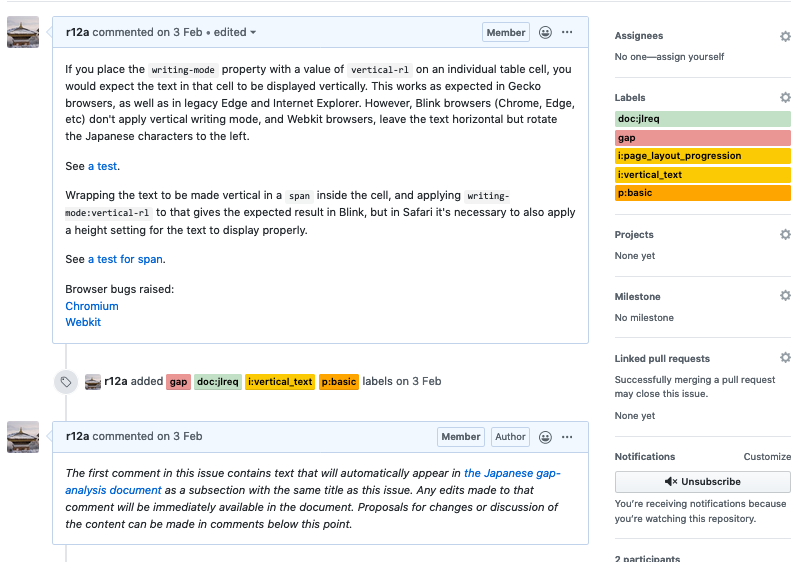 r12a commented on 3 Feb • edited
Member
If you place the writing-mode property with a value of vertical-rl on an individual table cell, you
would expect the text in that cell to be displayed vertically. This works as expected in Gecko
browsers, as well as in legacy Edge and Internet Explorer. However, Blink browsers (Chrome, Edge,
etc) don't apply vertical writing mode, and Webkit browsers, leave the text horizontal but rotate
the Japanese characters to the left.
See a test.
Wrapping the text to be made vertical in a span inside the cell, and applying writing-
mode:vertical-rl to that gives the expected result in Blink, but in Safari it's necessary to also apply
a height setting for the text to display properly.
See a test for span.
Browser bugs raised:
Chromium
Webkit
r12a added gap doc:jlreq i:vertical_text p:basic labels on 3 Feb
r12a commented on 3 Feb
Member Author
The first comment in this issue contains text that will automatically appear in the Japanese gap-
analysis document as a subsection with the same title as this issue. Any edits made to that
comment will be immediately available in the document. Proposals for changes or discussion of
the content can be made in comments below this point.
Assignees
No one—assign yourself
Labels
doc:jlreq
gap
i:page_layout_progression
i:vertical_text
p:basic
Projects
None yet
Milestone
No milestone
Linked pull requests
Successfully merging a pull request
may close this issue.
None yet
Notifications
Customize
Unsubscribe
You're receiving notifications because
you're watching this repository.
2 participants